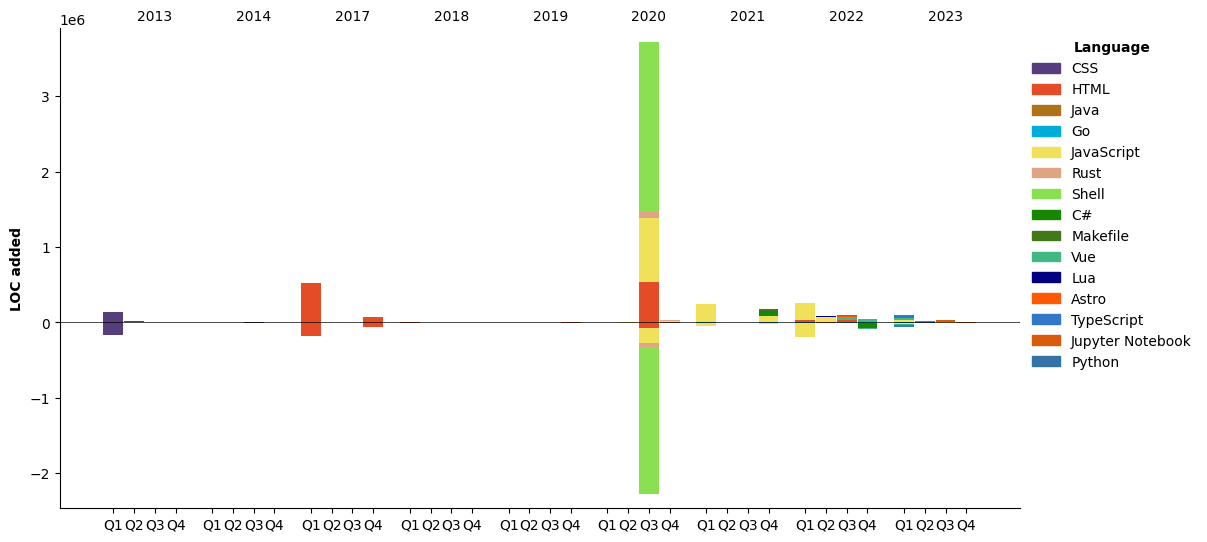 2013 2014 2017 2018 2019 2020 2021 2022 2023
1e6
3
2
1
0
−1
−2
LOC added
Q1 Q2 Q3 Q4 Q1 Q2 Q3 Q4 Q1 Q2 Q3 Q4 Q1 Q2 Q3 Q4 Q1 Q2 Q3 Q4 Q1 Q2 Q3 Q4 Q1 Q2 Q3 Q4 Q1 Q2 Q3 Q4 Q1 Q2 Q3 Q4
Language
CSS
HTML
Java
Go
JavaScript
Rust
Shell
C#
Makefile
Vue
Lua
Astro
TypeScript
Jupyter Notebook
Python